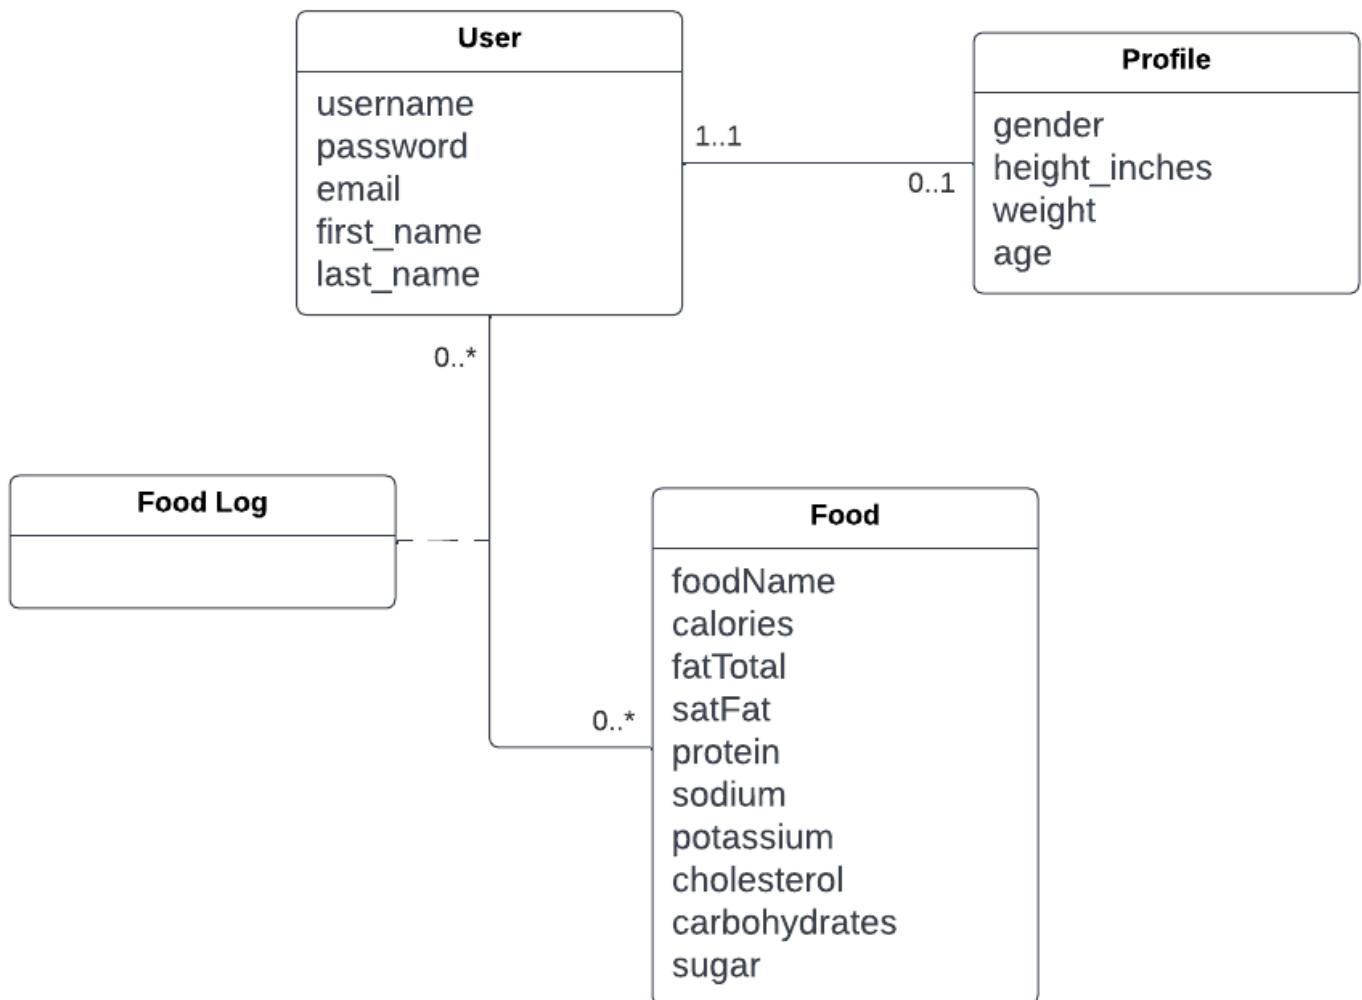 User
username
password
email
first_name
last_name
Profile
gender
height_inches
weight
age
1..1
0..1
0..*
Food Log
Food
foodName
calories
fatTotal
satFat
protein
sodium
potassium
cholesterol
carbohydrates
sugar
0..*